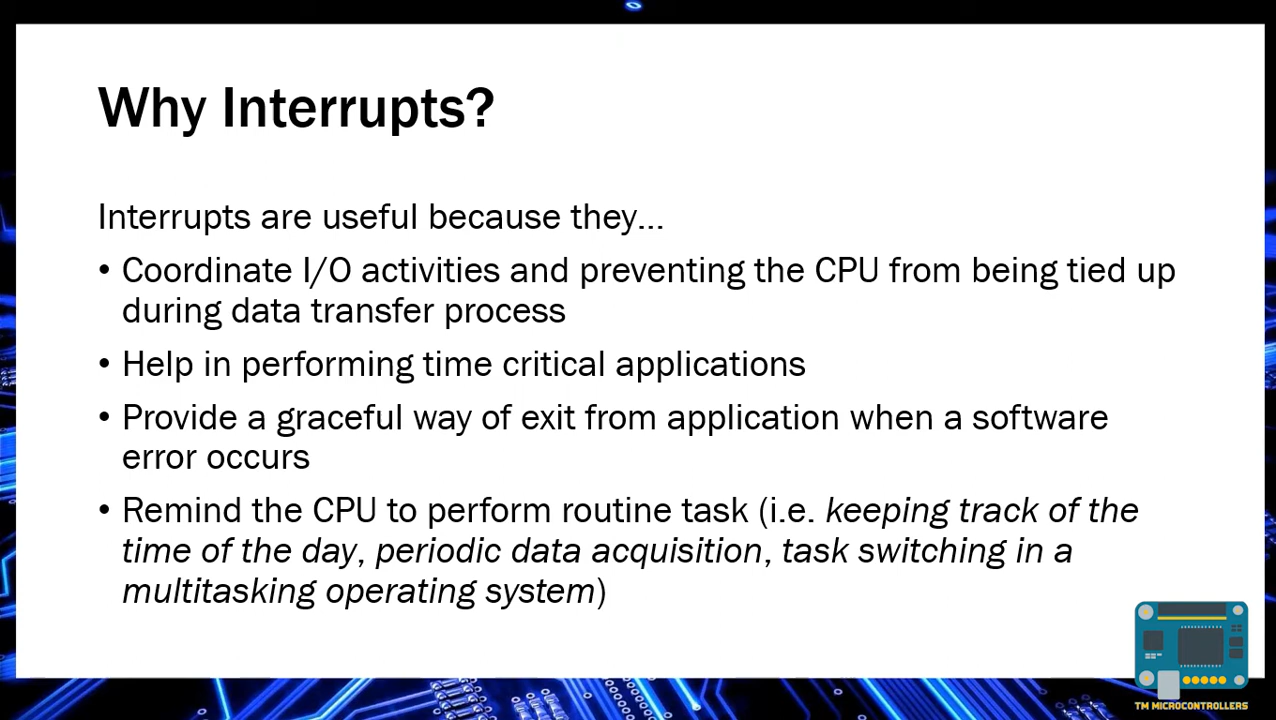 Why Interrupts?
Interrupts are useful because they…
• Coordinate I/O activities and preventing the CPU from being tied up
during data transfer process
• Help in performing time critical applications
• Provide a graceful way of exit from application when a software
error occurs
• Remind the CPU to perform routine task (i.e. keeping track of the
time of the day, periodic data acquisition, task switching in a
multitasking operating system)
TM MICROCONTROLLERS